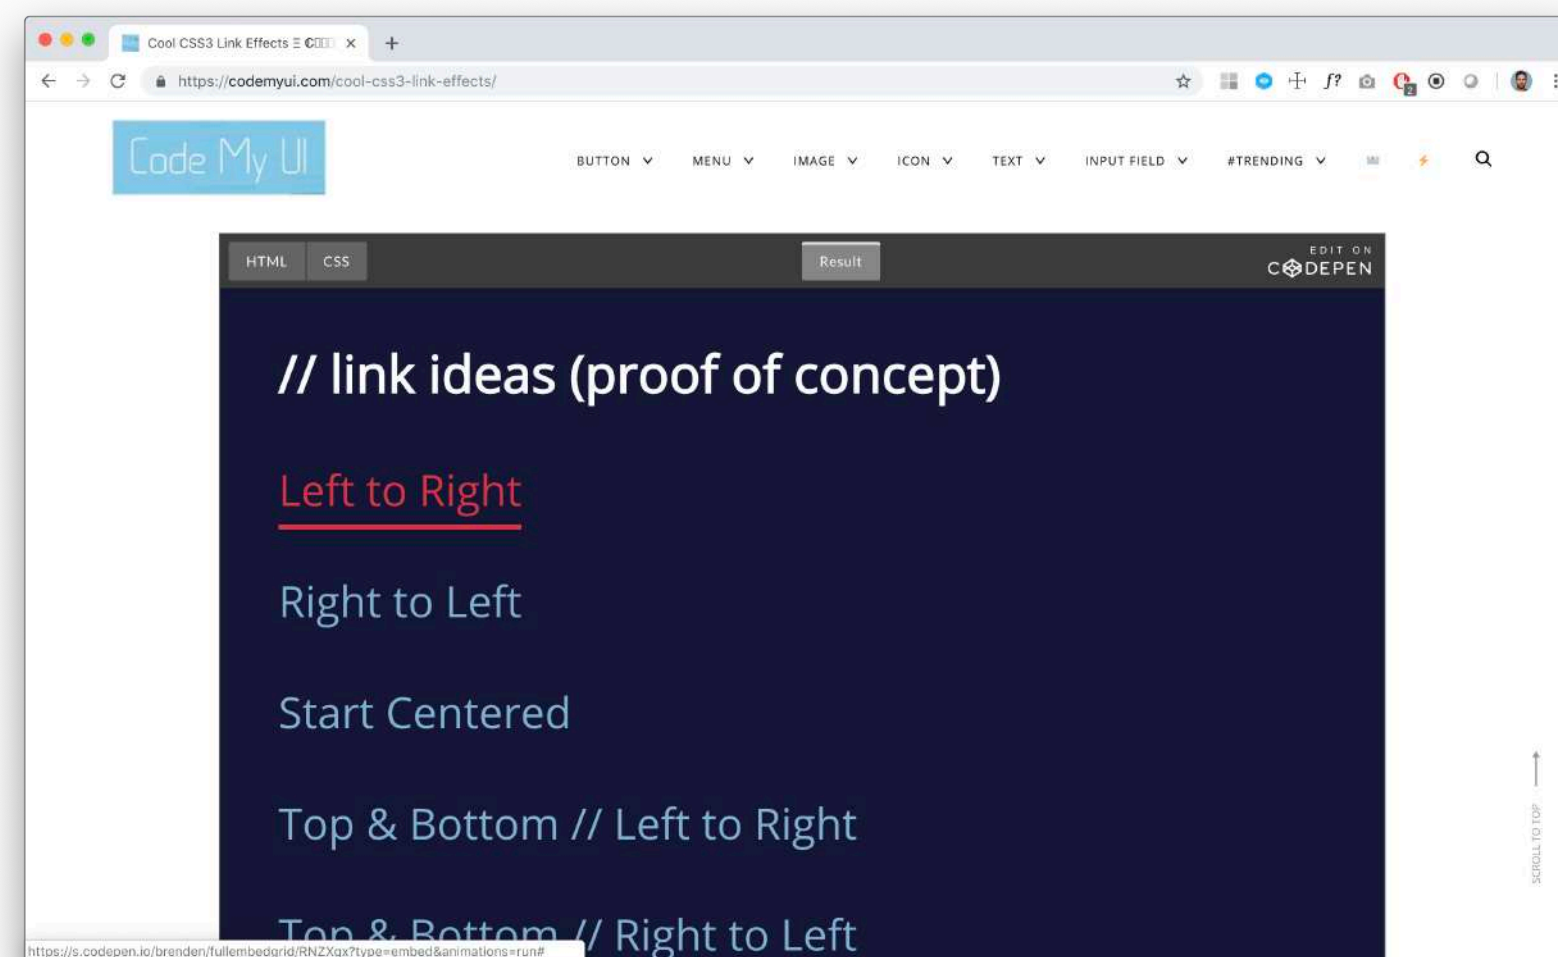 Cool CSS3 Link Effects Ξ
https://codemyui.com/cool-css3-link-effects/
f?
2
Code My UI
BUTTON MENU IMAGE ICON TEXT INPUT FIELD #TRENDING
HTML CSS Result EDIT ON
CODEPEN
// link ideas (proof of concept)
Left to Right
Right to Left
Start Centered
Top & Bottom // Left to Right
SCROLL TO TOP
Top & Bottom // Right to Left
https://s.codepen.io/brenden/fullembedgrid/RNZXgx?type=embed&animations=run#